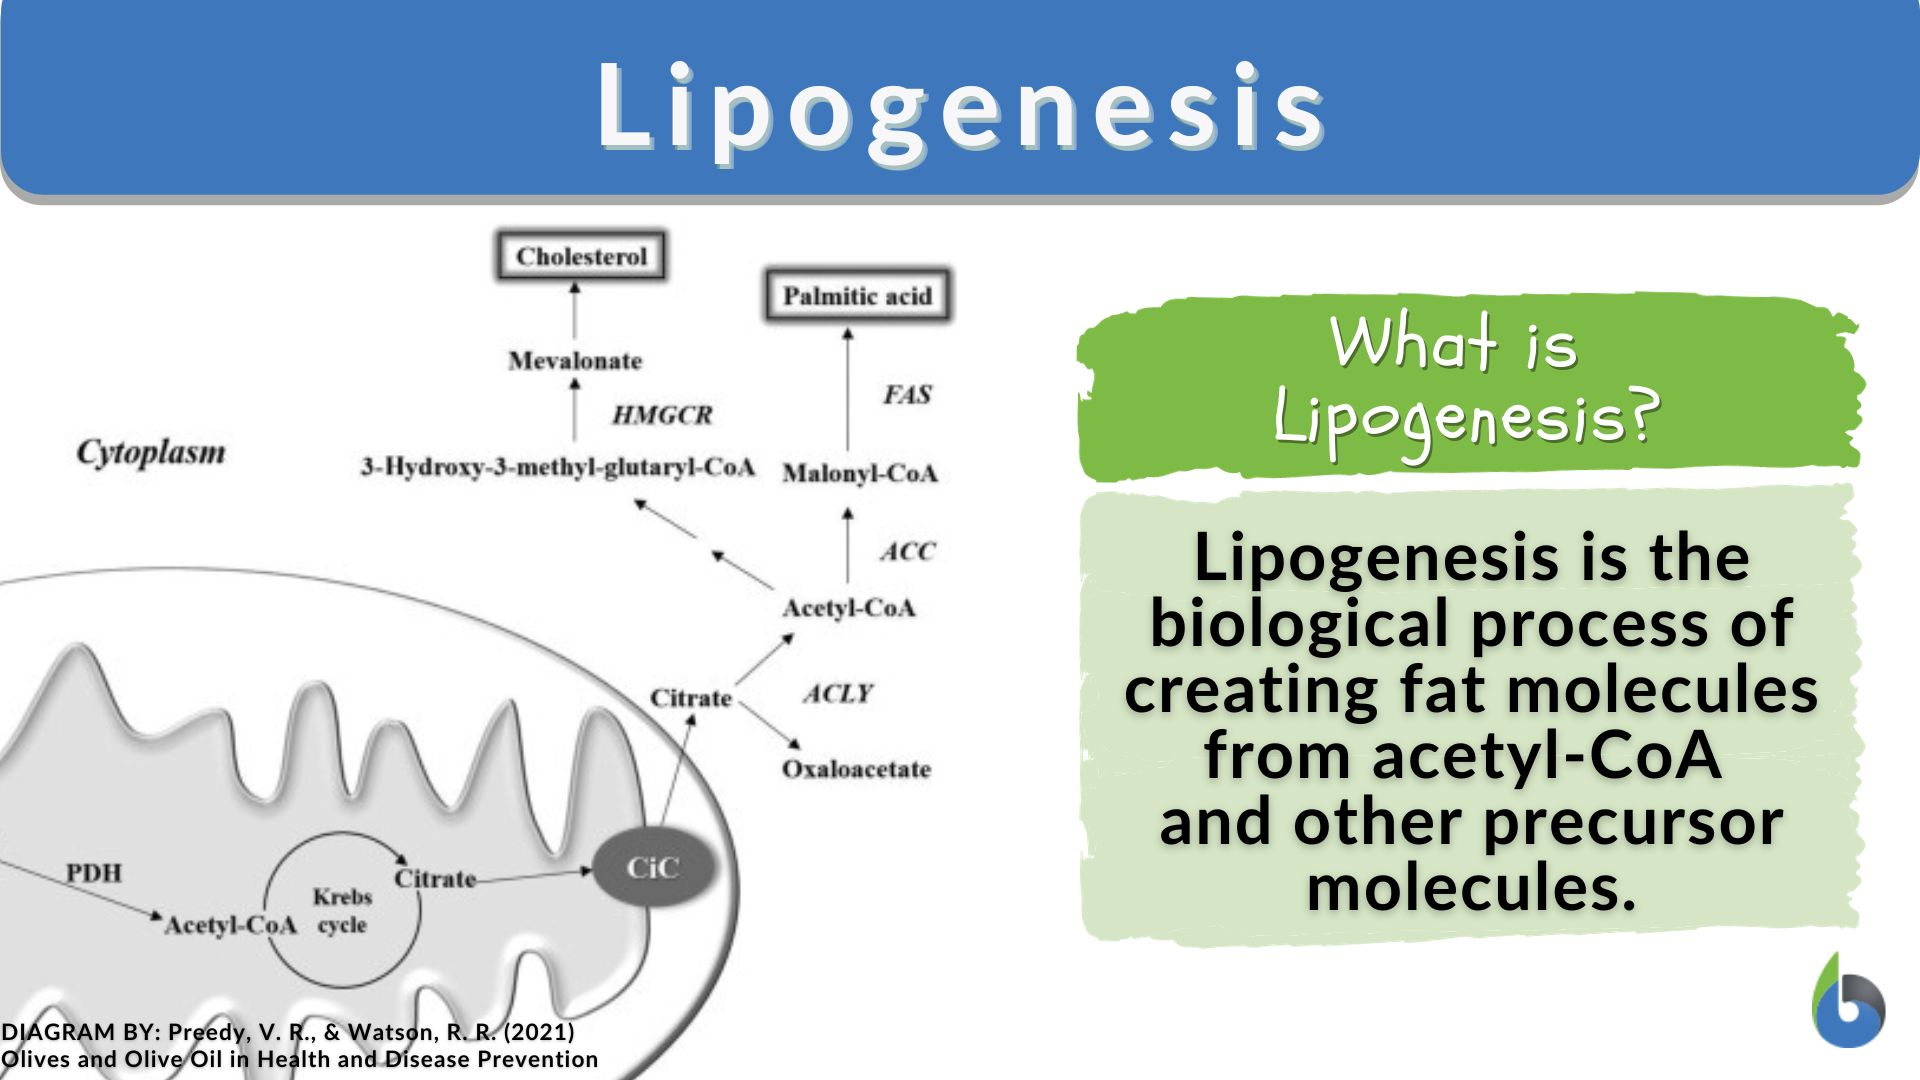 Lipogenesis
Cholesterol
Palmitic acid
Mevalonate
HMGCR
FAS
Cytoplasm
3-Hydroxy-3-methyl-glutaryl-CoA
Malonyl-CoA
ACC
Acetyl-CoA
Citrate
ACLY
Oxaloacetate
PDH
Acetyl-CoA
Krebs
cycle
Citrate
CiC
DIAGRAM BY: Preedy, V. R., & Watson, R. R. (2021)
Olives and Olive Oil in Health and Disease Prevention
What is
Lipogenesis?
Lipogenesis is the
biological process of
creating fat molecules
from acetyl-CoA
and other precursor
molecules.